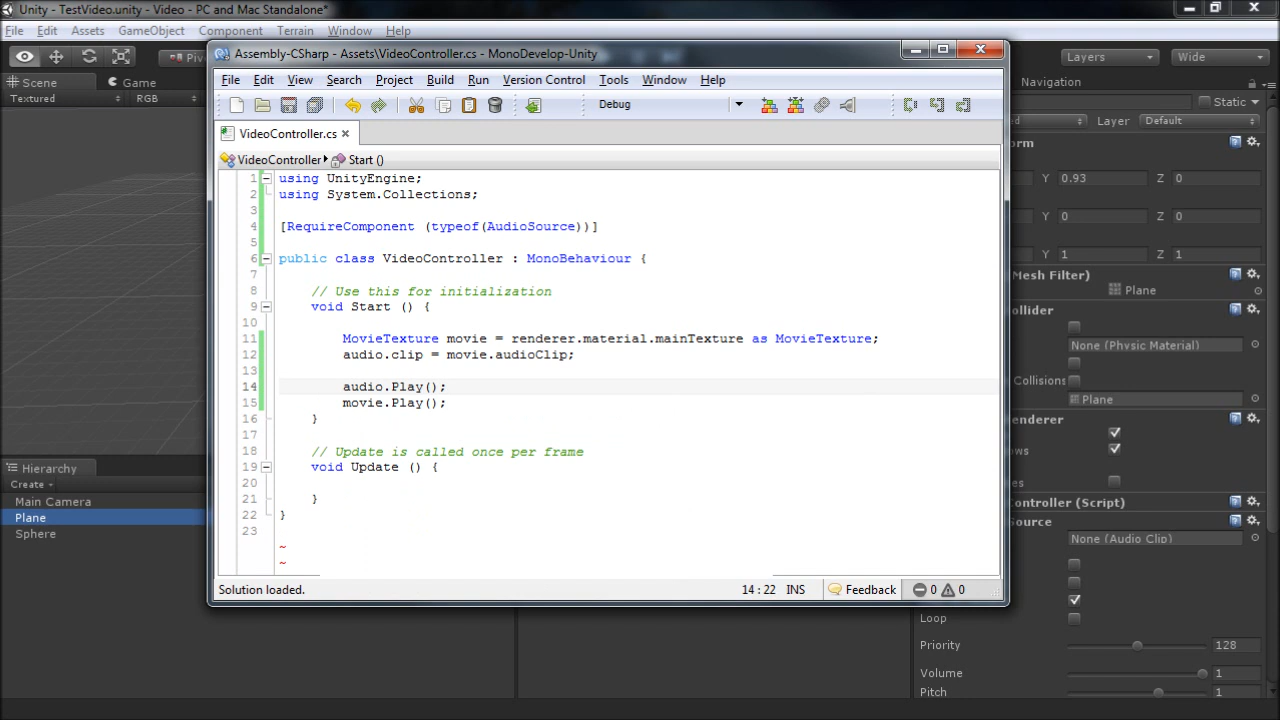 Unity - TestVideo.unity - Video - PC and Mac Standalone*
File Edit Assets GameObject Component Terrain Window Help
Layers Wide
Scene Game
Textured RGB
Assembly-CSharp - Assets\VideoController.cs - MonoDevelop-Unity
File Edit View Search Project Build Run Version Control Tools Window Help
Debug
VideoController.cs
VideoController Start ()
1 using UnityEngine;
2 using System.Collections;
3
4 [RequireComponent (typeof(AudioSource))]
5
6 public class VideoController : MonoBehaviour {
7
8 // Use this for initialization
9 void Start () {
10
11 MovieTexture movie = renderer.material.mainTexture as MovieTexture;
12 audio.clip = movie.audioClip;
13
14 audio.Play();
15 movie.Play();
16 }
17
18 // Update is called once per frame
19 void Update () {
20
21 }
22 }
23
~
~
Solution loaded. 14 : 22 INS Feedback 0 0
Hierarchy
Create
Main Camera
Plane
Sphere
Navigation
Static
Layer Default
Y 0.93 Z 0
Y 0 Z 0
Y 1 Z 1
Mesh Filter)
Plane
None (Physic Material)
Collisions
Plane
Controller (Script)
None (Audio Clip)
Loop
Priority 128
Volume 1
Pitch 1